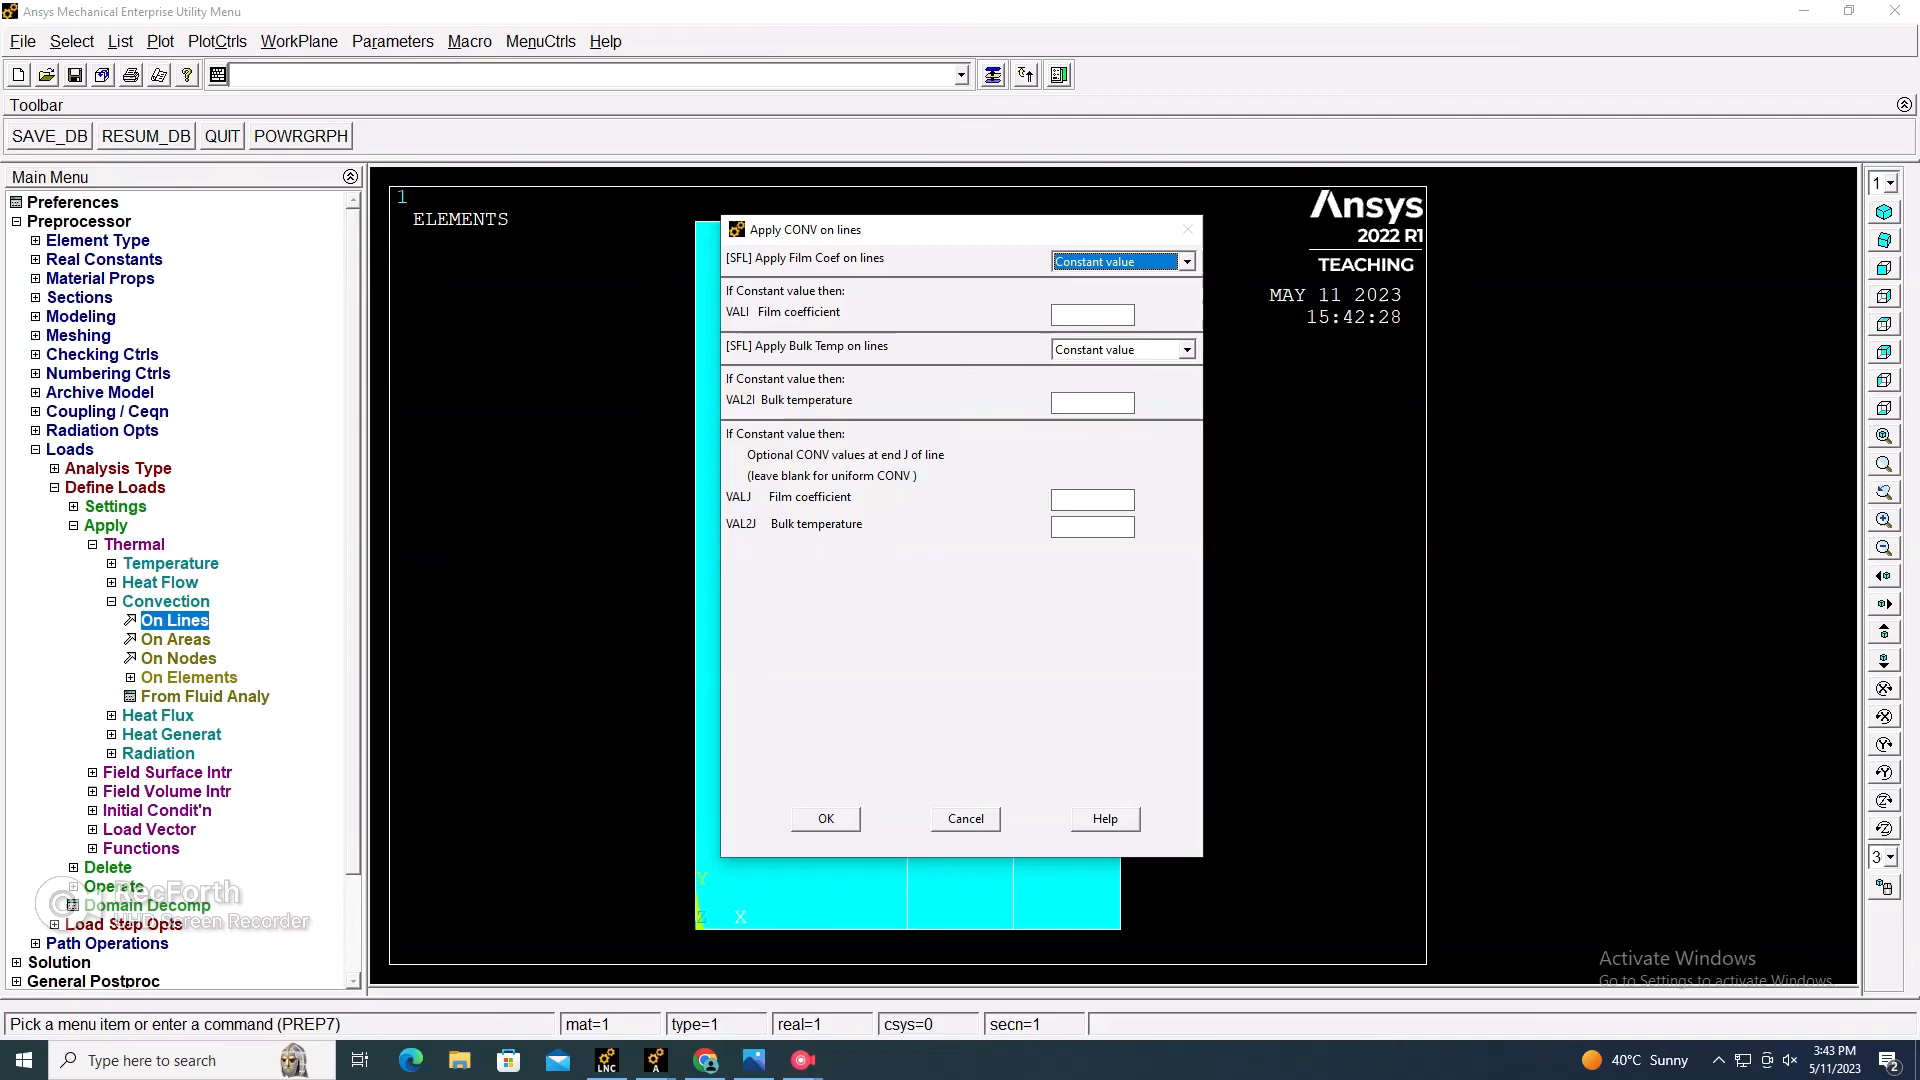 Ansys Mechanical Enterprise Utility Menu
File Select List Plot PlotCtrls WorkPlane Parameters Macro MenuCtrls Help
Toolbar
SAVE_DB RESUM_DB QUIT POWRGRPH
Main Menu
Preferences
Preprocessor
Element Type
Real Constants
Material Props
Sections
Modeling
Meshing
Checking Ctrls
Numbering Ctrls
Archive Model
Coupling / Ceqn
Radiation Opts
Loads
Analysis Type
Define Loads
Settings
Apply
Thermal
Temperature
Heat Flow
Convection
On Lines
On Areas
On Nodes
On Elements
From Fluid Analy
Heat Flux
Heat Generat
Radiation
Field Surface Intr
Field Volume Intr
Initial Condit'n
Load Vector
Functions
Delete
Operate
Domain Decomp
Load Step Opts
Path Operations
Solution
General Postproc
RecForth
UHD Screen Recorder
1
ELEMENTS
Ansys
2022 R1
TEACHING
MAY 11 2023
15:42:28
Apply CONV on lines
[SFL] Apply Film Coef on lines Constant value
If Constant value then:
VALI Film coefficient
[SFL] Apply Bulk Temp on lines Constant value
If Constant value then:
VAL2I Bulk temperature
If Constant value then:
Optional CONV values at end J of line
(leave blank for uniform CONV )
VALJ Film coefficient
VAL2J Bulk temperature
OK Cancel Help
Y
Z X
1
3
Activate Windows
Go to Settings to activate Windows.
Pick a menu item or enter a command (PREP7) mat=1 type=1 real=1 csys=0 secn=1
Type here to search
LNC
A
40°C Sunny
3:43 PM
5/11/2023
2